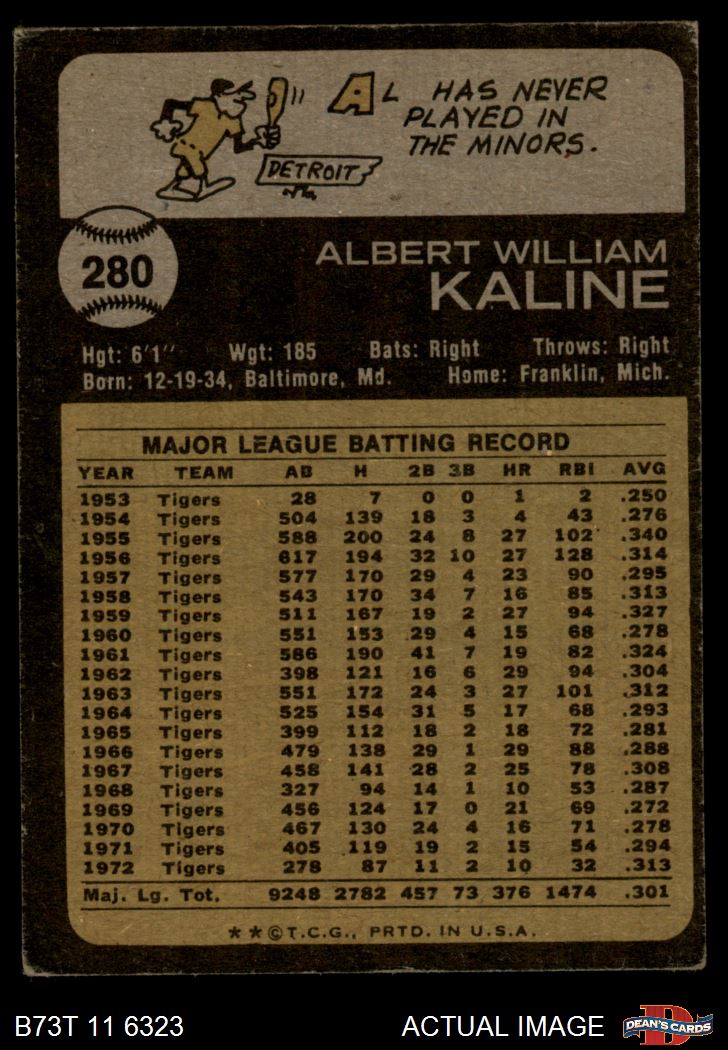 AL HAS NEVER
PLAYED IN
THE MINORS.
DETROIT
280
ALBERT WILLIAM
KALINE
Hgt: 6'1" Wgt: 185 Bats: Right Throws: Right
Born: 12-19-34, Baltimore, Md. Home: Franklin, Mich.
MAJOR LEAGUE BATTING RECORD
YEAR TEAM AB H 2B 3B HR RBI AVG
1953 Tigers 28 7 0 0 1 2 .250
1954 Tigers 504 139 18 3 4 43 .276
1955 Tigers 588 200 24 8 27 102 .340
1956 Tigers 617 194 32 10 27 128 .314
1957 Tigers 577 170 29 4 23 90 .295
1958 Tigers 543 170 34 7 16 85 .313
1959 Tigers 511 167 19 2 27 94 .327
1960 Tigers 551 153 29 4 15 68 .278
1961 Tigers 586 190 41 7 19 82 .324
1962 Tigers 398 121 16 6 29 94 .304
1963 Tigers 551 172 24 3 27 101 .312
1964 Tigers 525 154 31 5 17 68 .293
1965 Tigers 399 112 18 2 18 72 .281
1966 Tigers 479 138 29 1 29 88 .288
1967 Tigers 458 141 28 2 25 78 .308
1968 Tigers 327 94 14 1 10 53 .287
1969 Tigers 456 124 17 0 21 69 .272
1970 Tigers 467 130 24 4 16 71 .278
1971 Tigers 405 119 19 2 15 54 .294
1972 Tigers 278 87 11 2 10 32 .313
Maj. Lg. Tot. 9248 2782 457 73 376 1474 .301
**©T.C.G., PRTD. IN U.S.A.
B73T 11 6323 ACTUAL IMAGE
D
DEAN'S CARDS